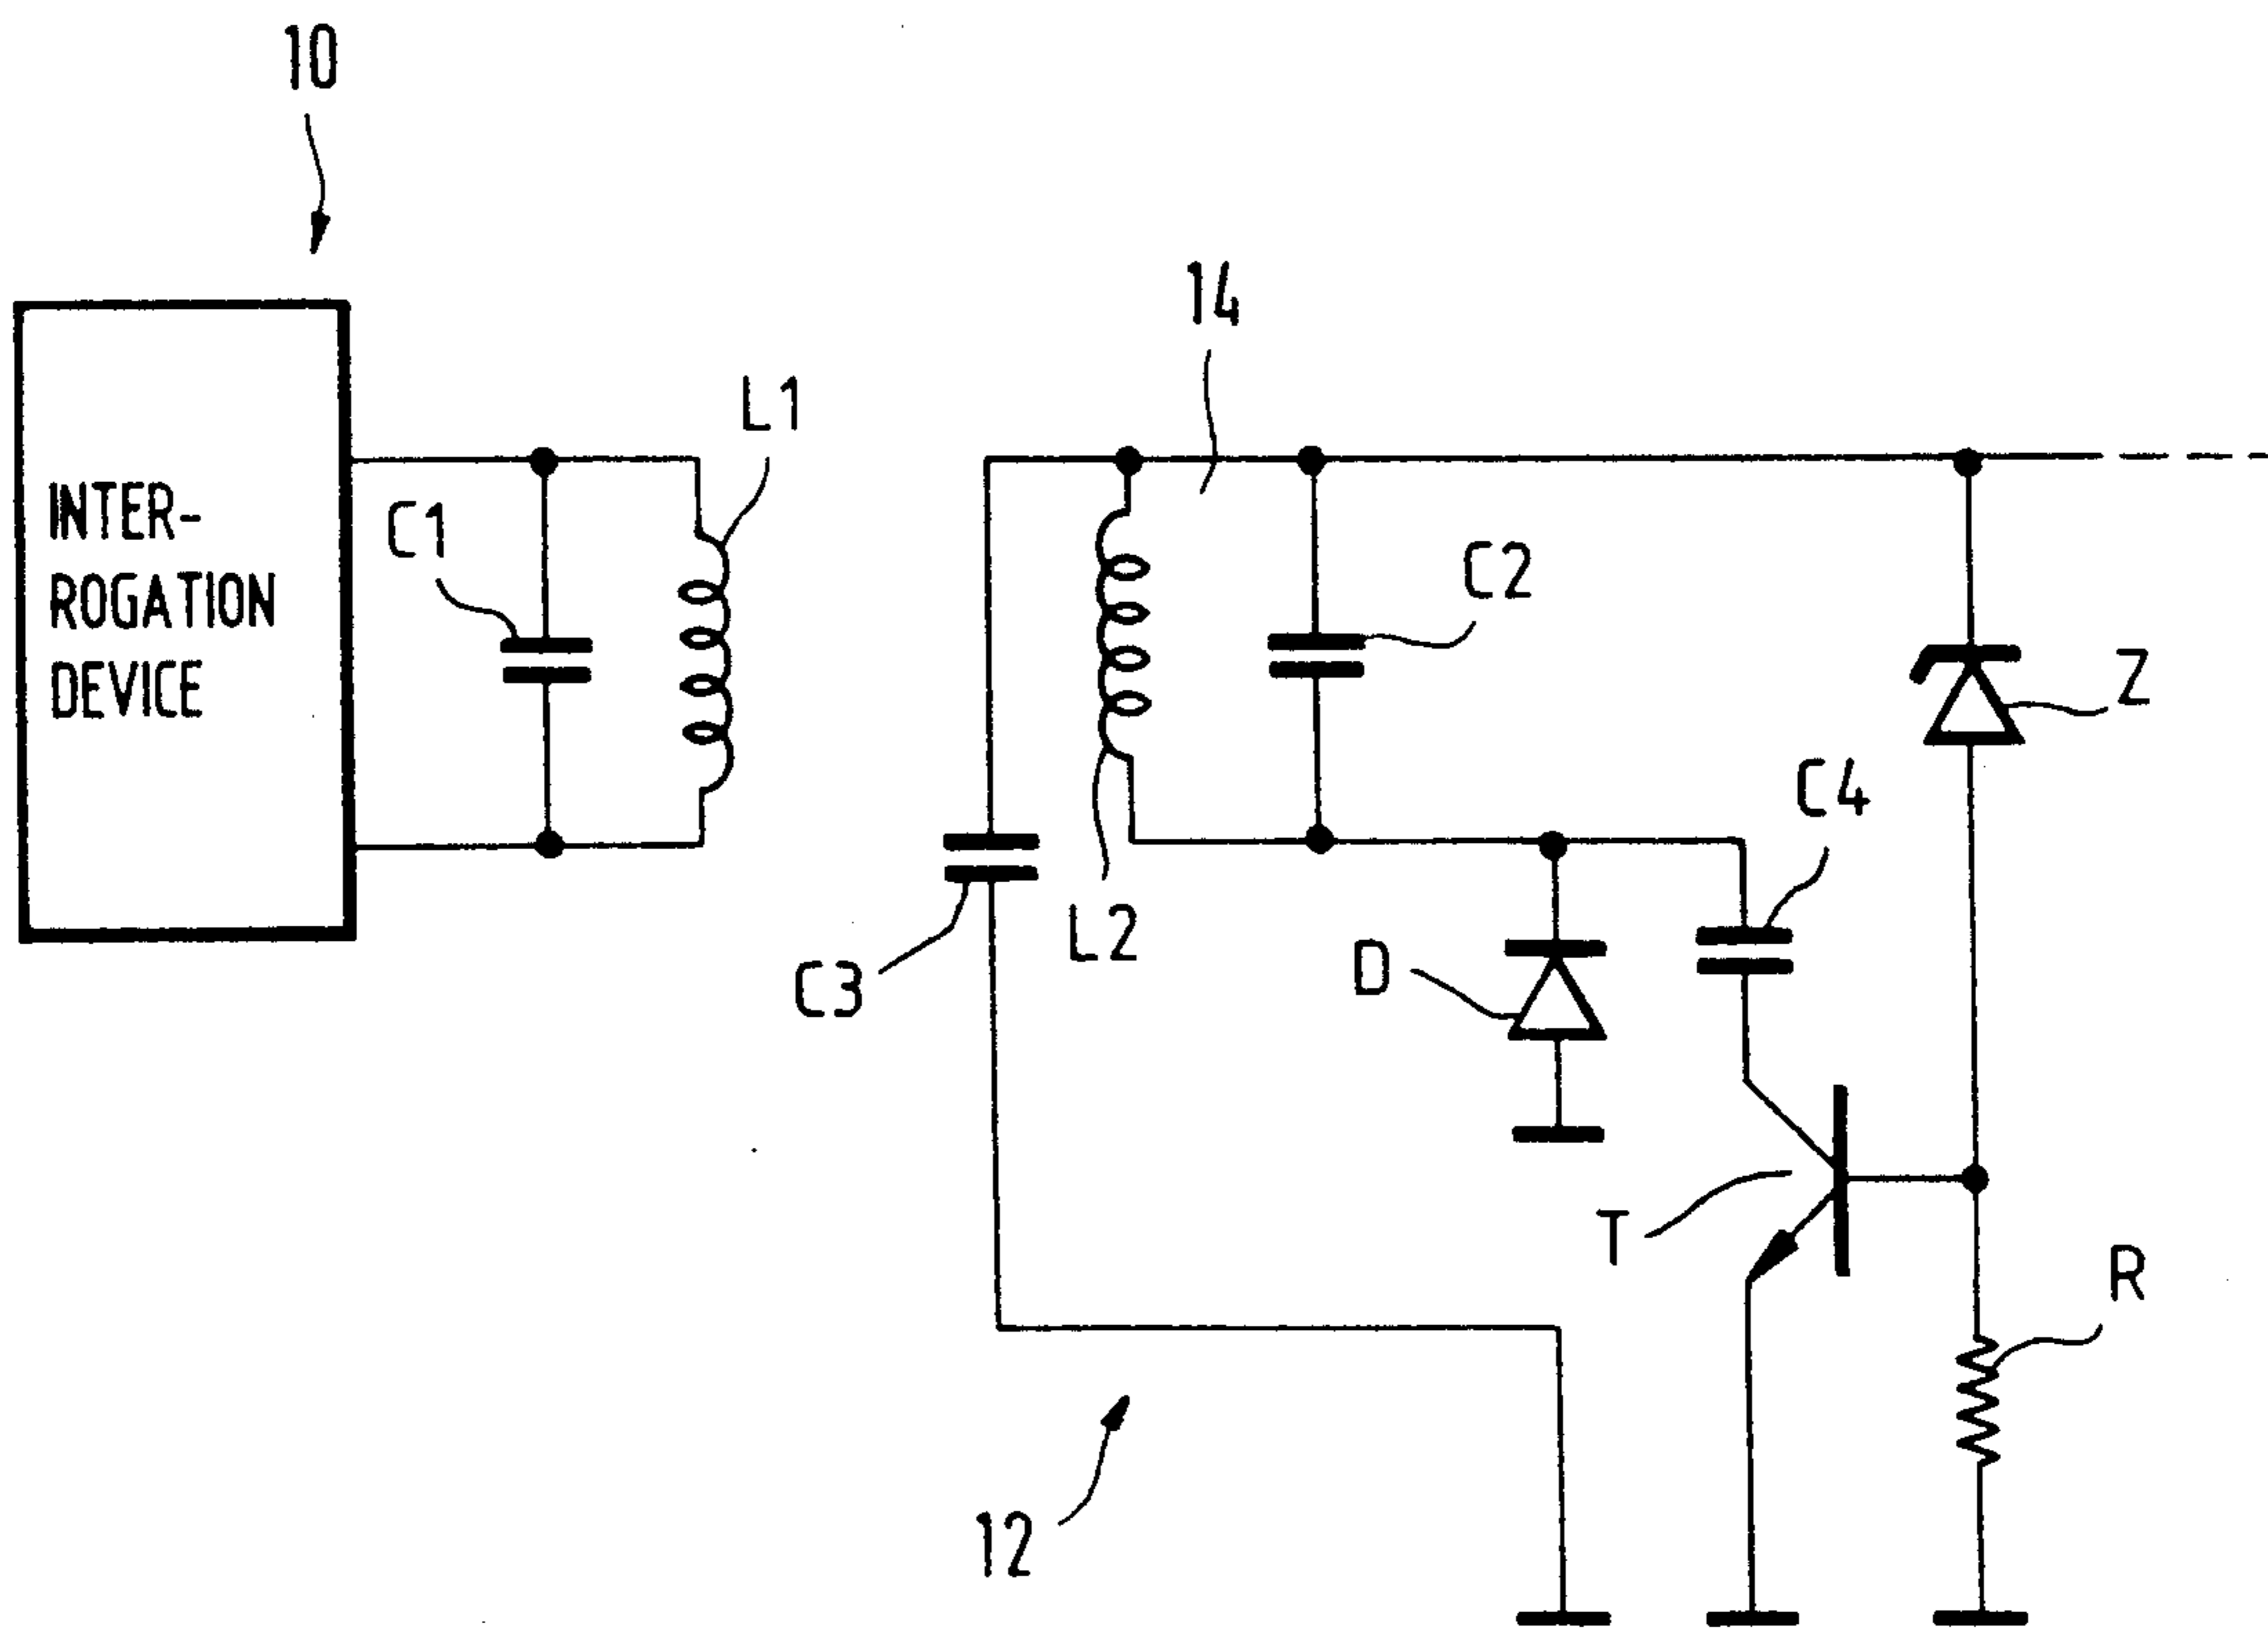 10
14
L1
INTER-
ROGATION
DEVICE
C1
C2
Z
C4
L2
C3
D
T
R
12